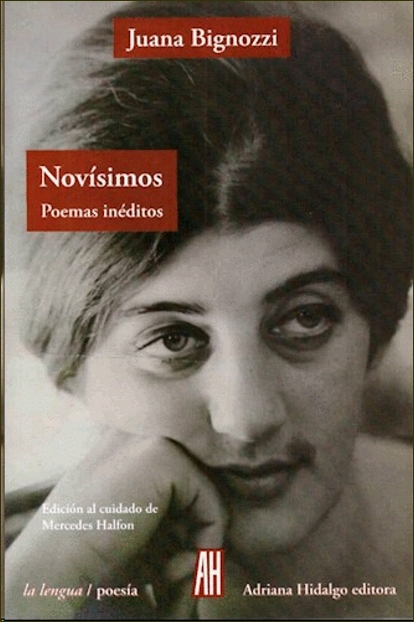 Juana Bignozzi
Novísimos
Poemas inéditos
Edición al cuidado de
Mercedes Halfon
la lengua / poesía
AH
Adriana Hidalgo editora